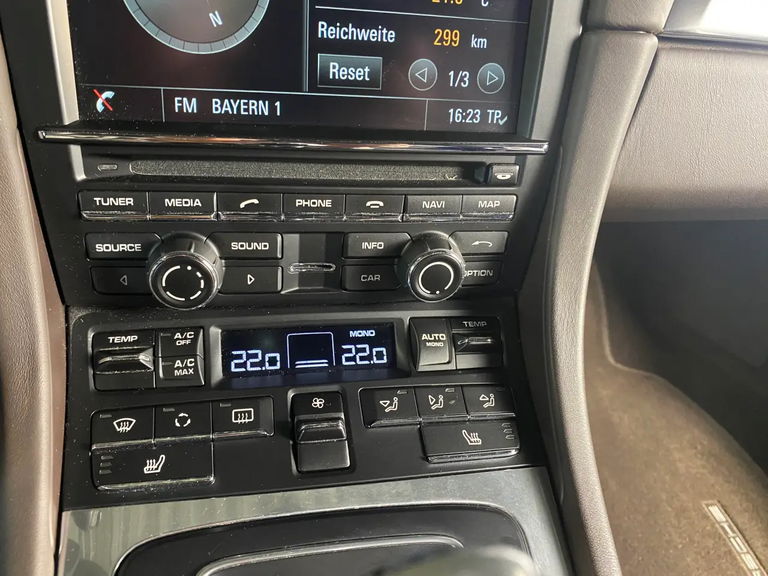 °C
N
Reichweite 299 km
Reset 1/3
FM BAYERN 1 16:23 TP
TUNER MEDIA PHONE NAVI MAP
SOURCE SOUND INFO
CAR OPTION
TEMP A/C OFF MONO AUTO MONO TEMP
22.0 22.0
A/C MAX